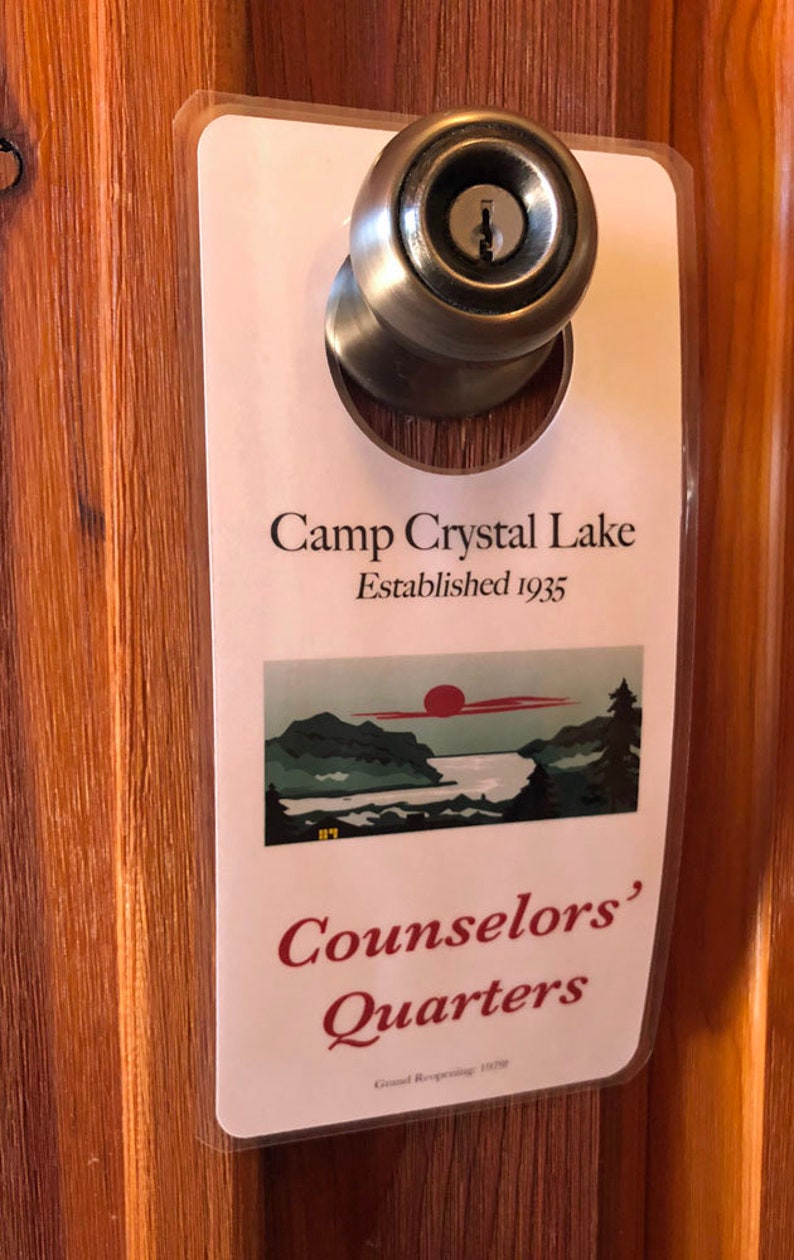 Camp Crystal Lake
Established 1935
Counselors’
Quarters
Grand Reopening: 1979!